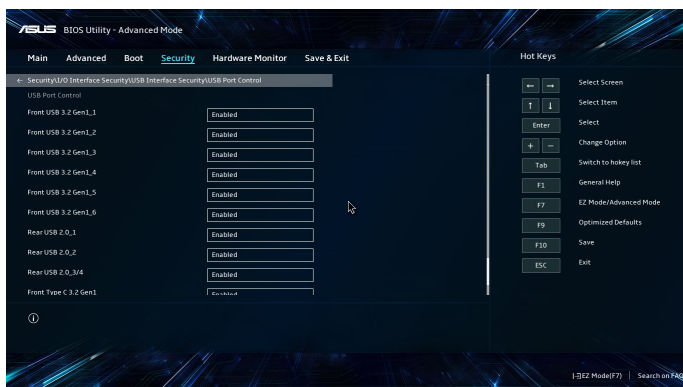 ASUS BIOS Utility - Advanced Mode
Main Advanced Boot Security Hardware Monitor Save & Exit
Hot Keys
← Security\I/O Interface Security\USB Interface Security\USB Port Control
USB Port Control
Front USB 3.2 Gen1_1 Enabled
Front USB 3.2 Gen1_2 Enabled
Front USB 3.2 Gen1_3 Enabled
Front USB 3.2 Gen1_4 Enabled
Front USB 3.2 Gen1_5 Enabled
Front USB 3.2 Gen1_6 Enabled
Rear USB 2.0_1 Enabled
Rear USB 2.0_2 Enabled
Rear USB 2.0_3/4 Enabled
Front Type C 3.2 Gen1 Enabled
← → Select Screen
↑ ↓ Select Item
Enter Select
+ − Change Option
Tab Switch to hokey list
F1 General Help
F7 EZ Mode/Advanced Mode
F9 Optimized Defaults
F10 Save
ESC Exit
EZ Mode(F7) | Search on FAQ